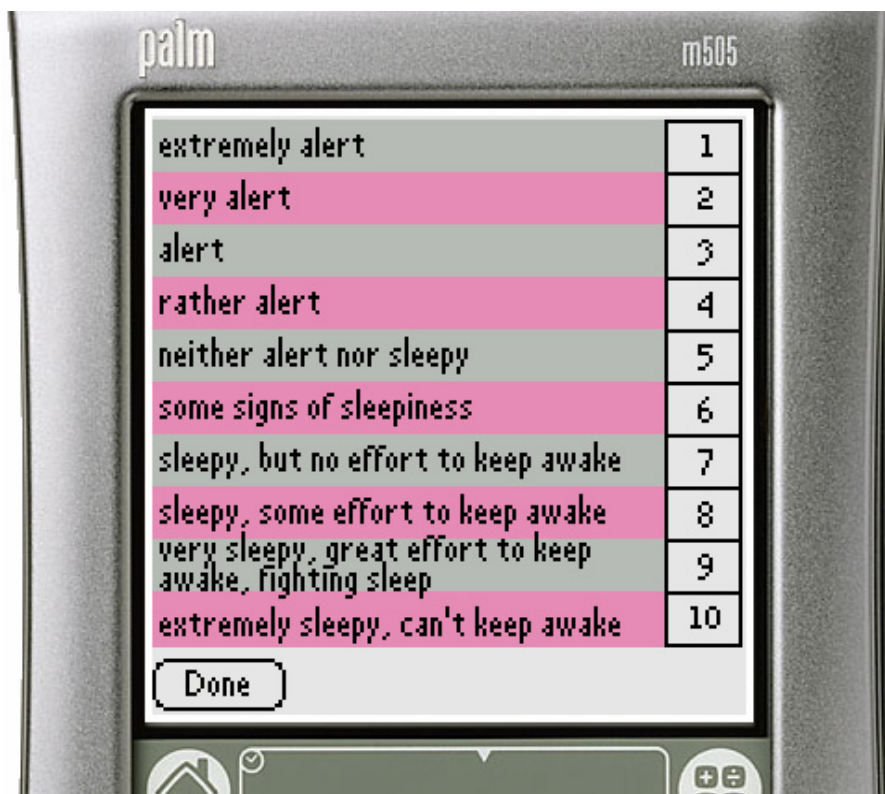 palm
m505
extremely alert 1
very alert 2
alert 3
rather alert 4
neither alert nor sleepy 5
some signs of sleepiness 6
sleepy, but no effort to keep awake 7
sleepy, some effort to keep awake 8
very sleepy, great effort to keep
awake, fighting sleep 9
extremely sleepy, can't keep awake 10
Done